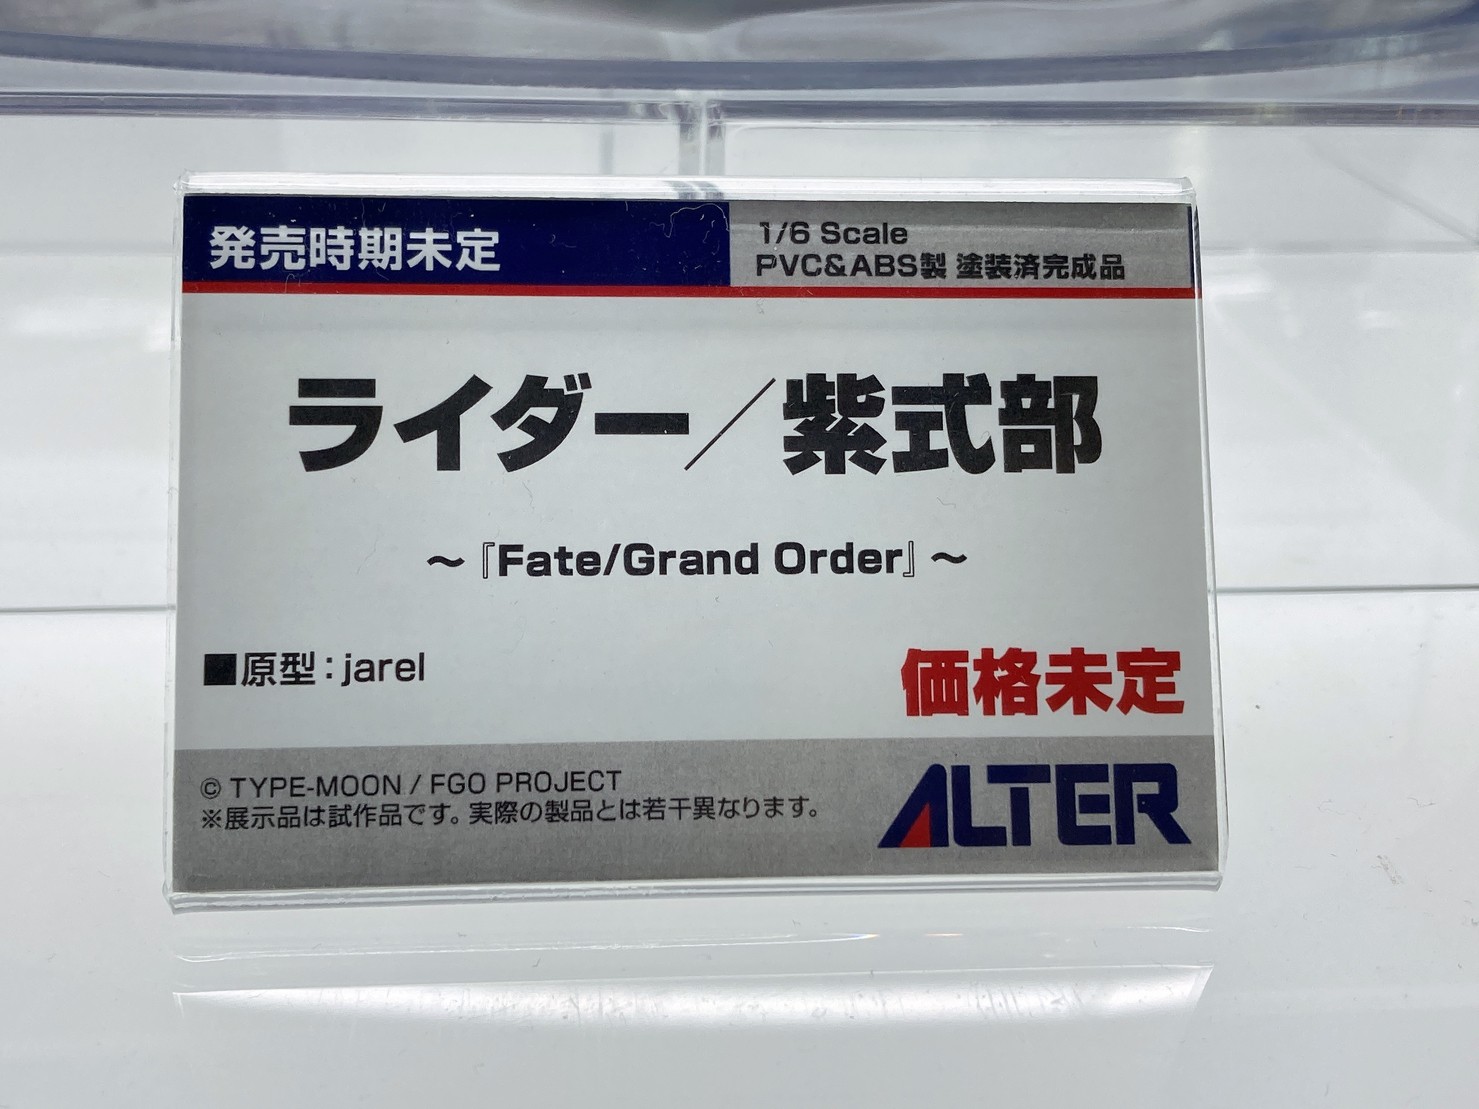 発売時期未定
1/6 Scale
PVC&ABS製 塗装済完成品
ライダー／紫式部
～『Fate/Grand Order』～
■原型：jarel
価格未定
© TYPE-MOON / FGO PROJECT
※展示品は試作品です。実際の製品とは若干異なります。
ALTER